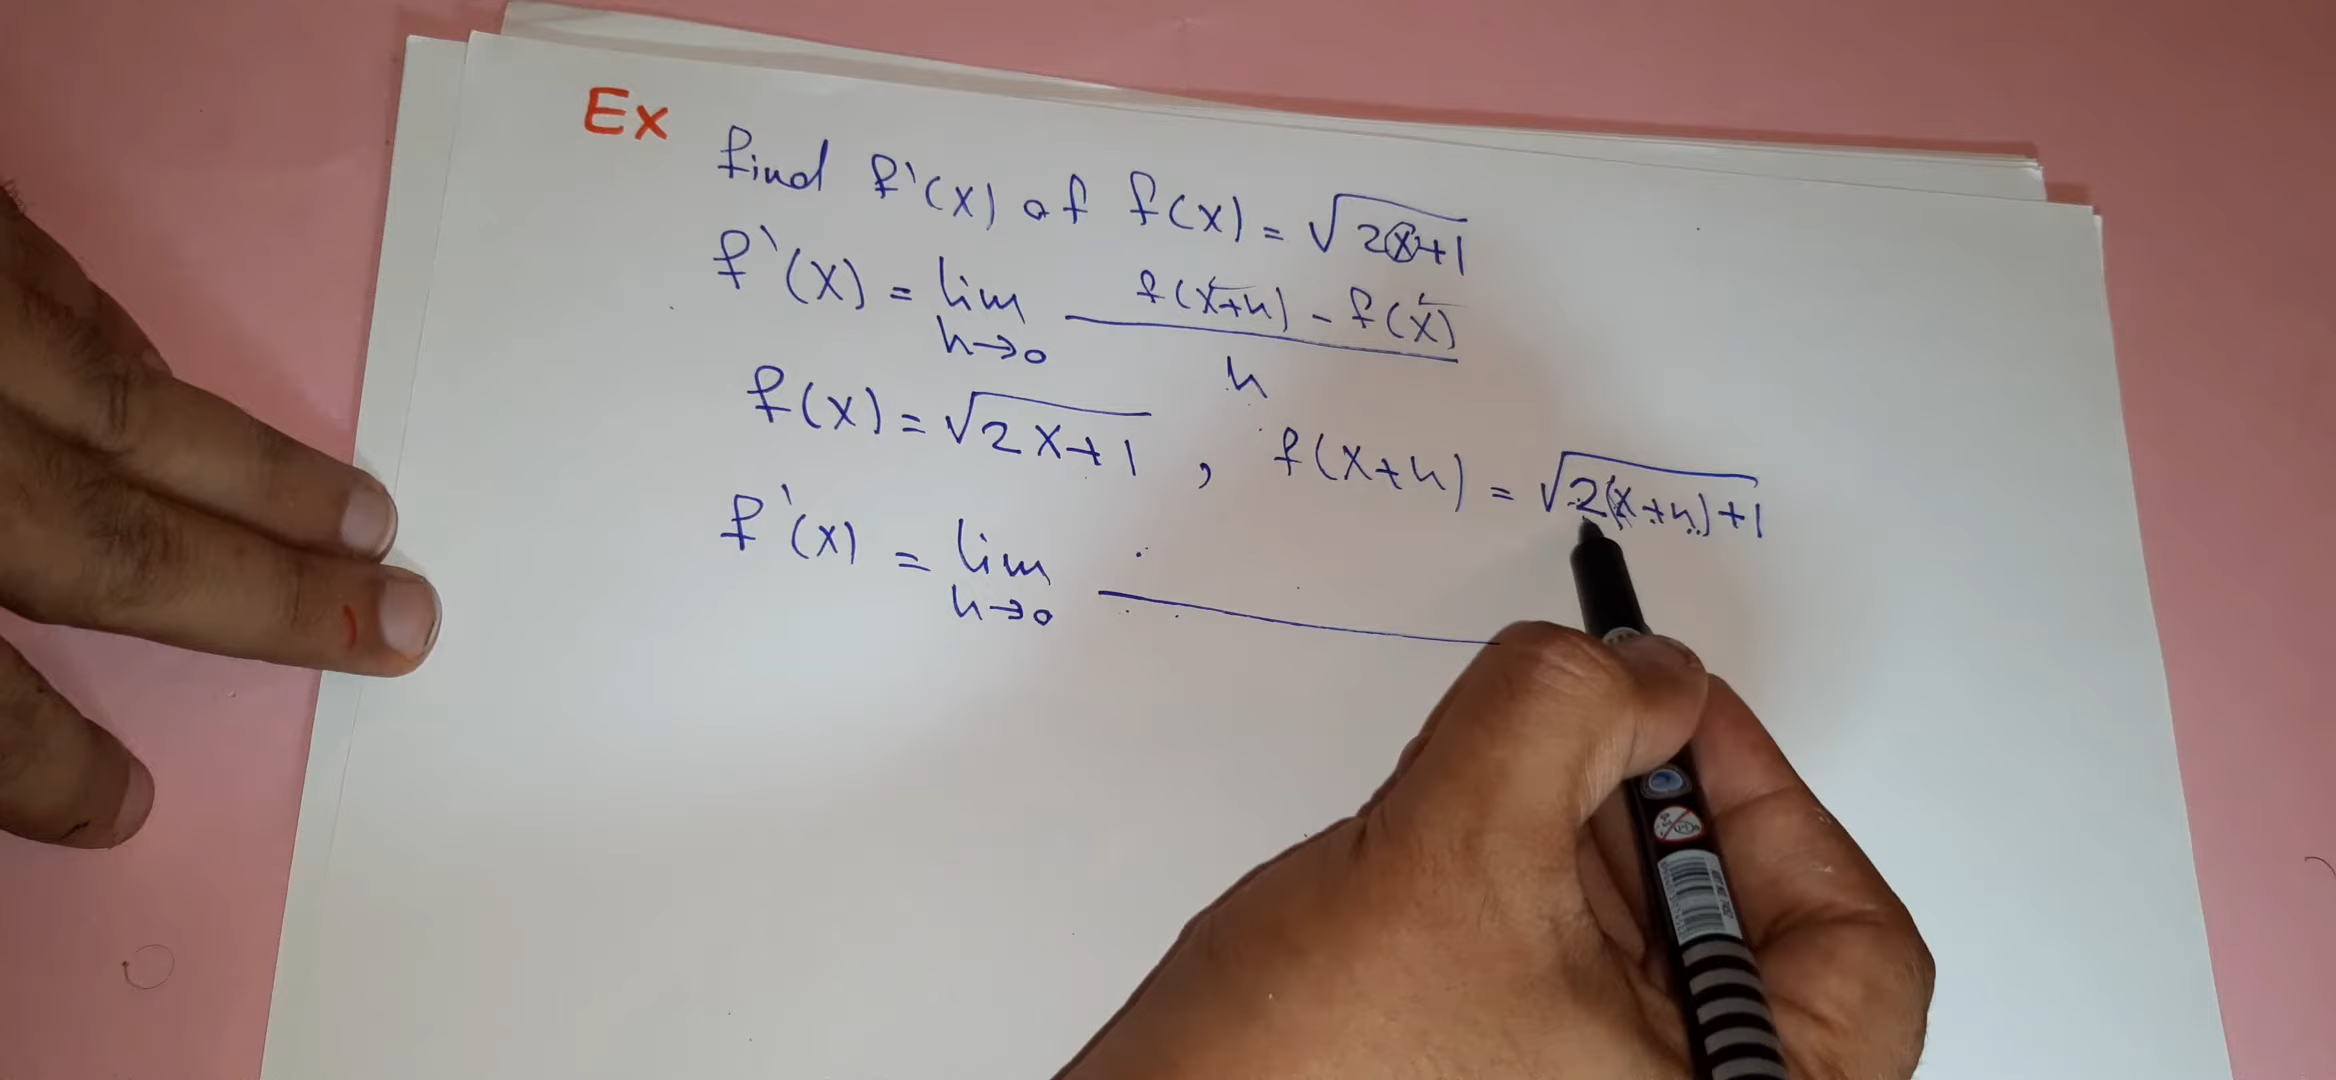 Ex find f'(x) of f(x) = √2x+1
f'(x) = lim h→0 f(x+h) - f(x) / h
f(x) = √2x+1 , f(x+h) = √2(x+h)+1
f'(x) = lim h→0